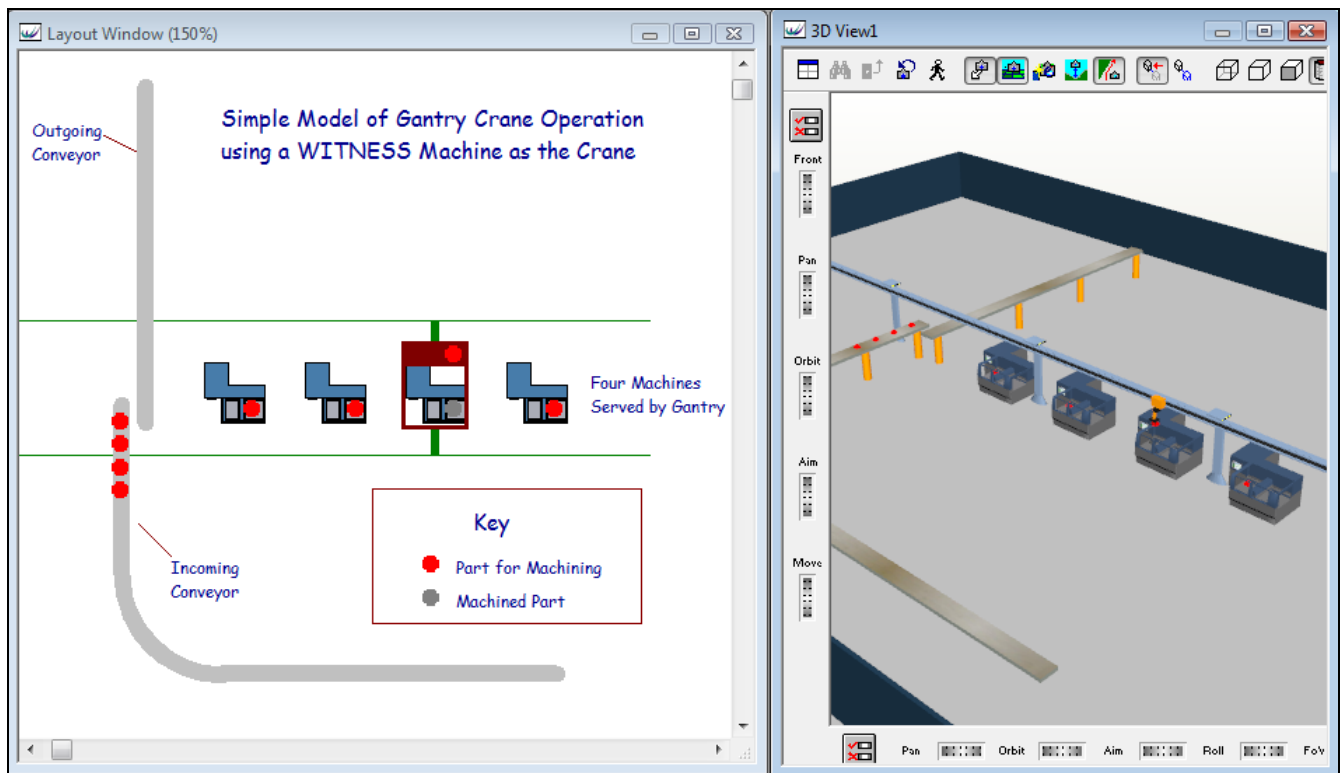 Layout Window (150%)
Outgoing
Conveyor
Simple Model of Gantry Crane Operation
using a WITNESS Machine as the Crane
Four Machines
Served by Gantry
Key
Part for Machining
Machined Part
Incoming
Conveyor
3D View1
Front
Pan
Orbit
Aim
Move
Pan Orbit Aim Roll FoV